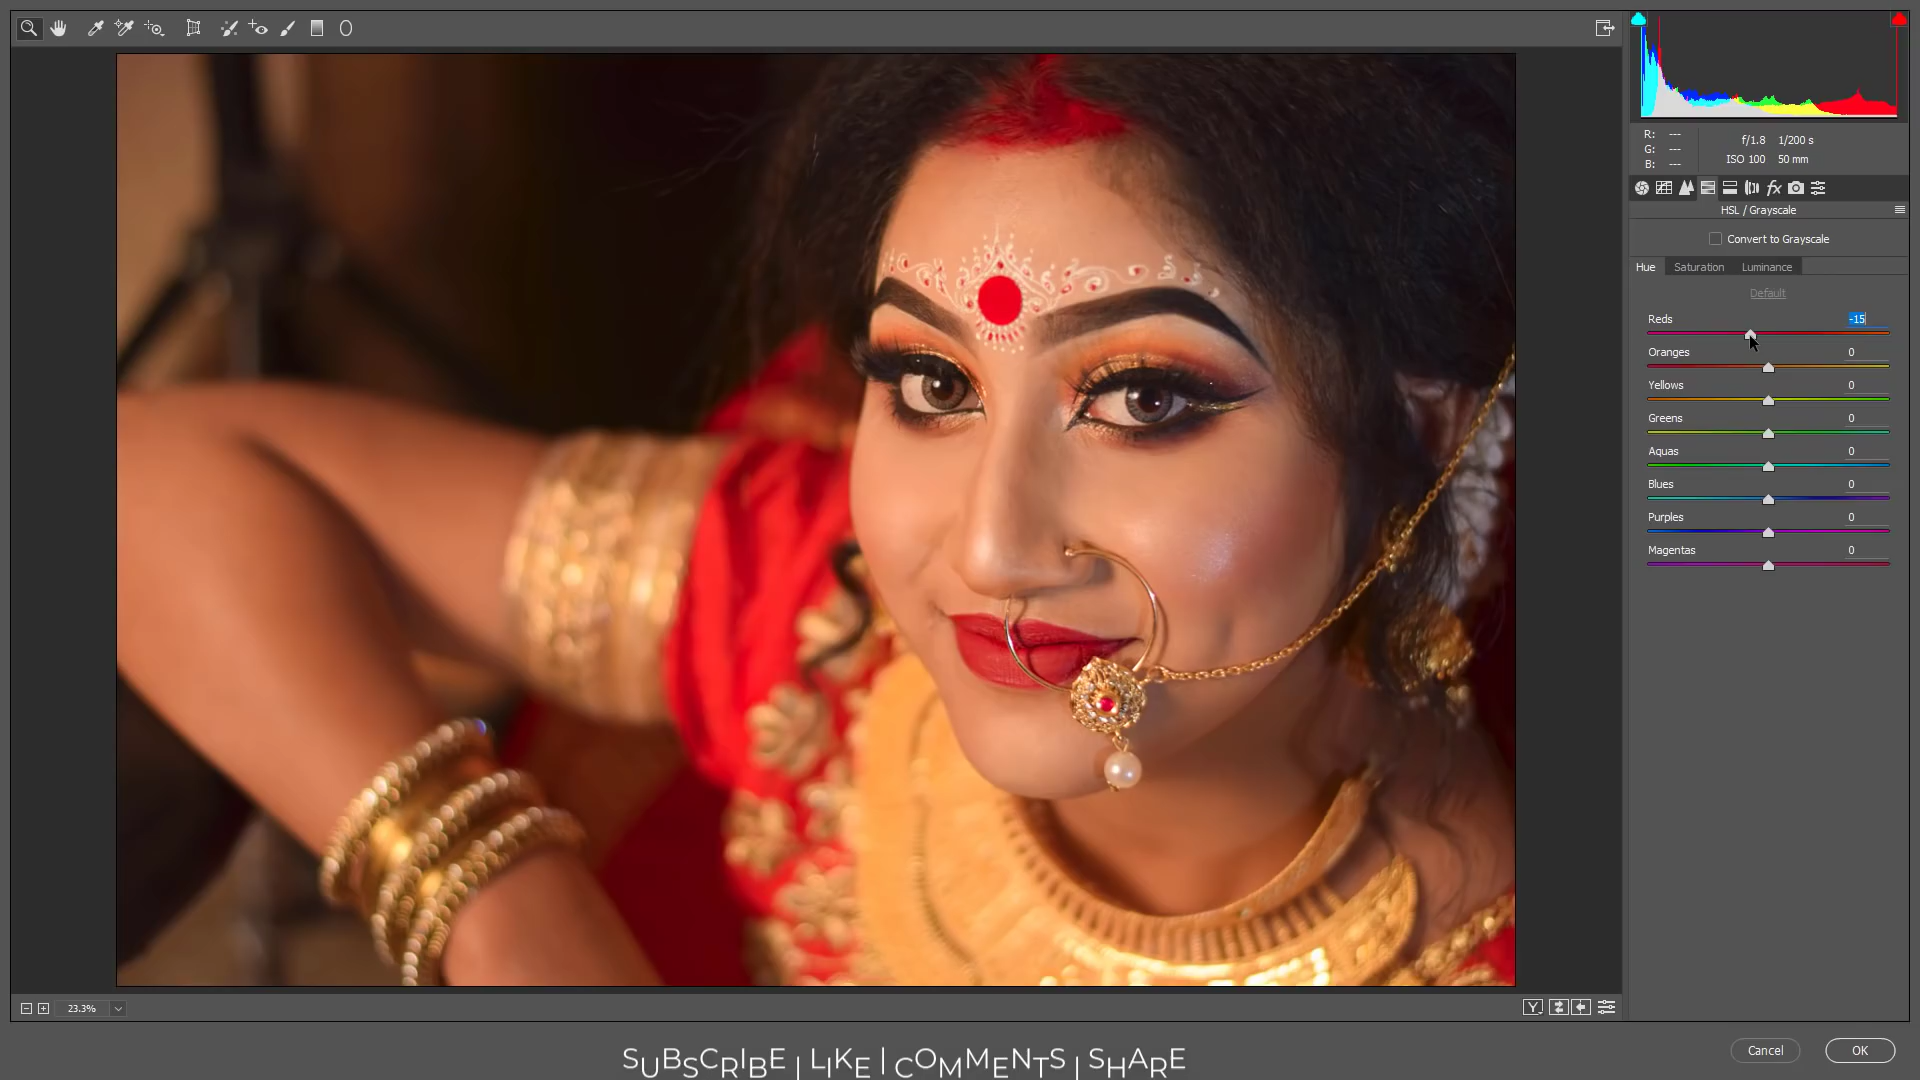 R: ---
G: ---
B: ---
f/1.8 1/200 s
ISO 100 50 mm
fx
HSL / Grayscale
Convert to Grayscale
Hue Saturation Luminance
Default
Reds -15
Oranges 0
Yellows 0
Greens 0
Aquas 0
Blues 0
Purples 0
Magentas 0
23.3%
Y
Cancel OK
SUBSCRIBE | LIKE | COMMENTS | SHARE